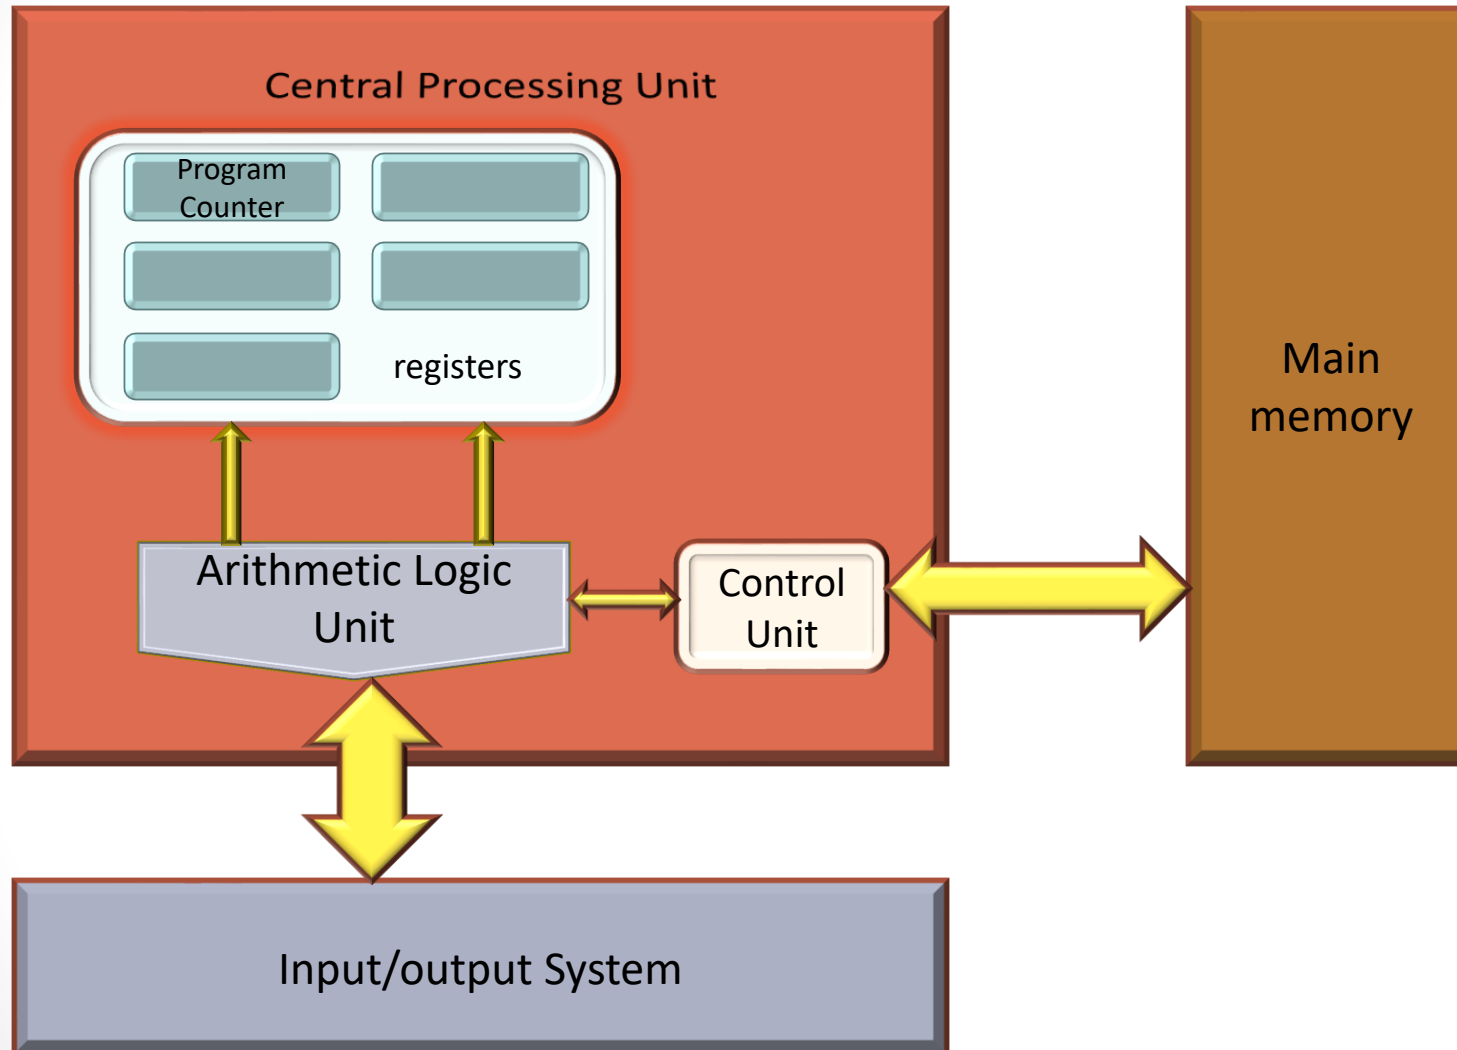 Central Processing Unit
Program
Counter
registers
Arithmetic Logic
Unit
Control
Unit
Main
memory
Input/output System